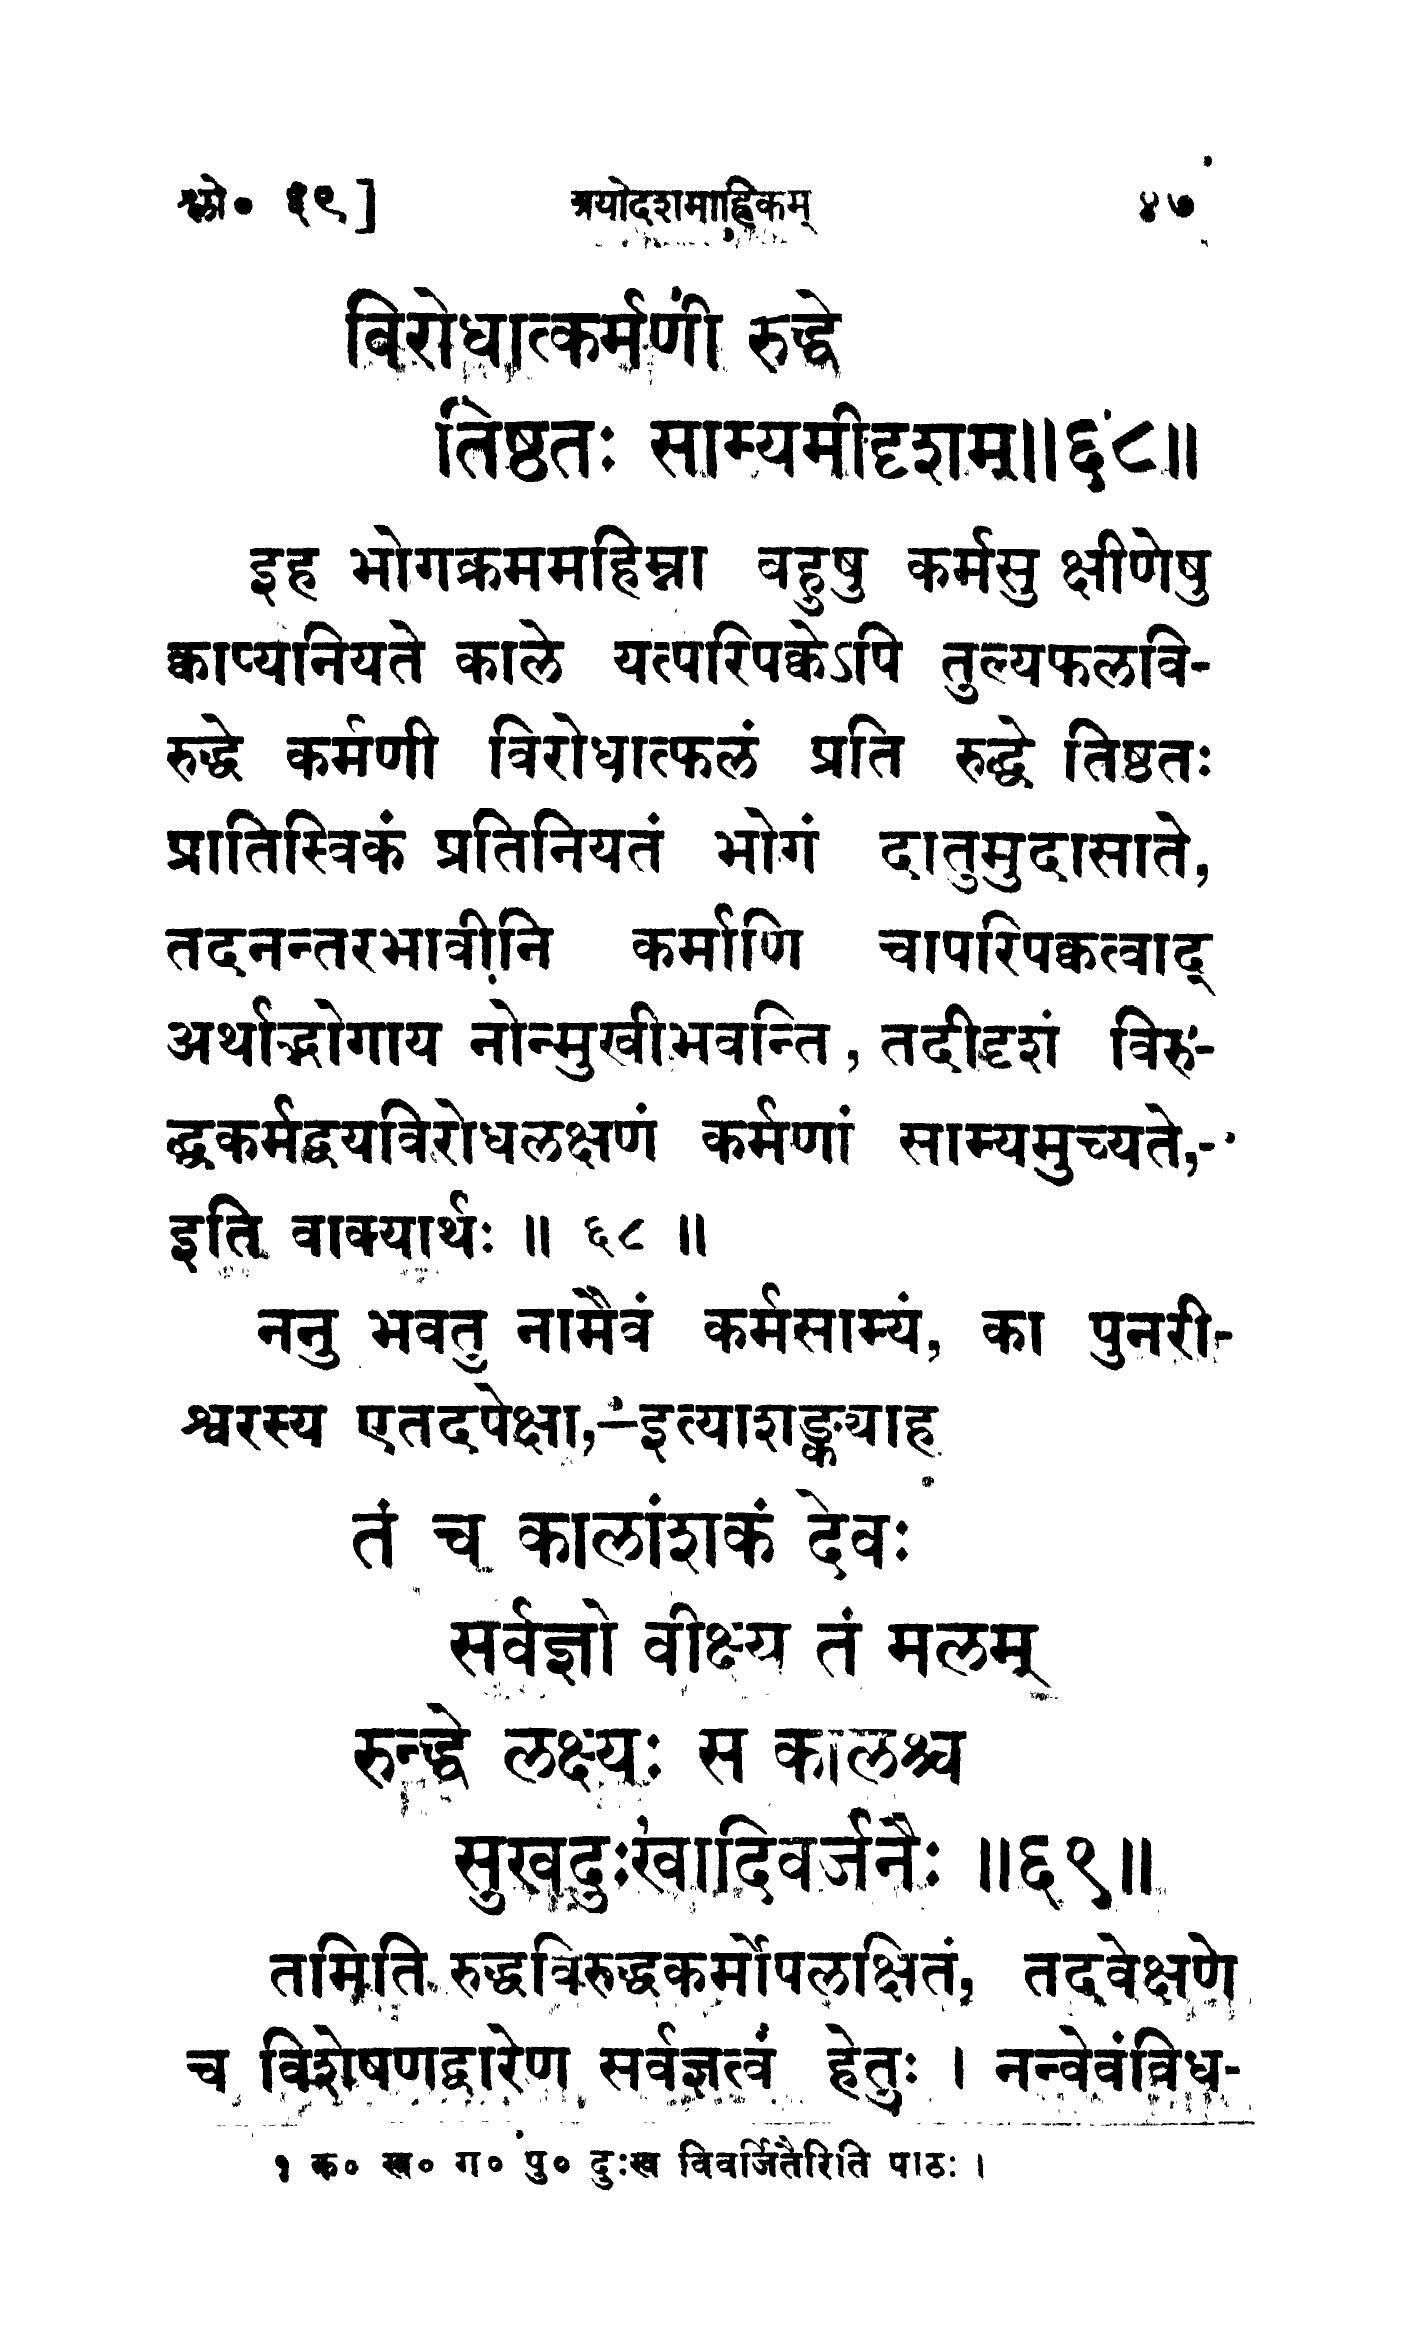 श्लो० ६९]
त्रयोदशमाह्निकम्
४७
विरोधात्कर्मणी रुद्धे
तिष्ठतः साम्यमीदृशम्॥६८॥
इह भोगक्रममहिम्ना वहुषु कर्मसु क्षीणेषु
क्वाप्यनियते काले यत्परिपक्वेऽपि तुल्यफलवि-
रुद्धे कर्मणी विरोधात्फलं प्रति रुद्धे तिष्ठतः
प्रातिस्विकं प्रतिनियतं भोगं दातुमुदासाते,
तदनन्तरभावीनि कर्माणि चापरिपक्वत्वाद्
अर्थाद्भोगाय नोन्मुखीभवन्ति, तदीदृशं विरु-
द्धकर्मद्वयविरोधलक्षणं कर्मणां साम्यमुच्यते,-
इति वाक्यार्थः ॥ ६८ ॥
ननु भवतु नामैवं कर्मसाम्यं, का पुनरी-
श्वरस्य एतदपेक्षा,-इत्याशङ्क्याह
तं च कालांशकं देवः
सर्वज्ञो वीक्ष्य तं मलम्
रुन्द्धे लक्ष्यः स कालश्च
सुखदुःखादिवर्जनैः ॥६९॥
तमिति रुद्धविरुद्धकर्मोपलक्षितं, तदवेक्षणे
च विशेषणद्वारेण सर्वज्ञत्वं हेतुः । नन्वेवंविध-
१ क० ख० ग० पु० दुःख विवर्जितैरिति पाठः ।